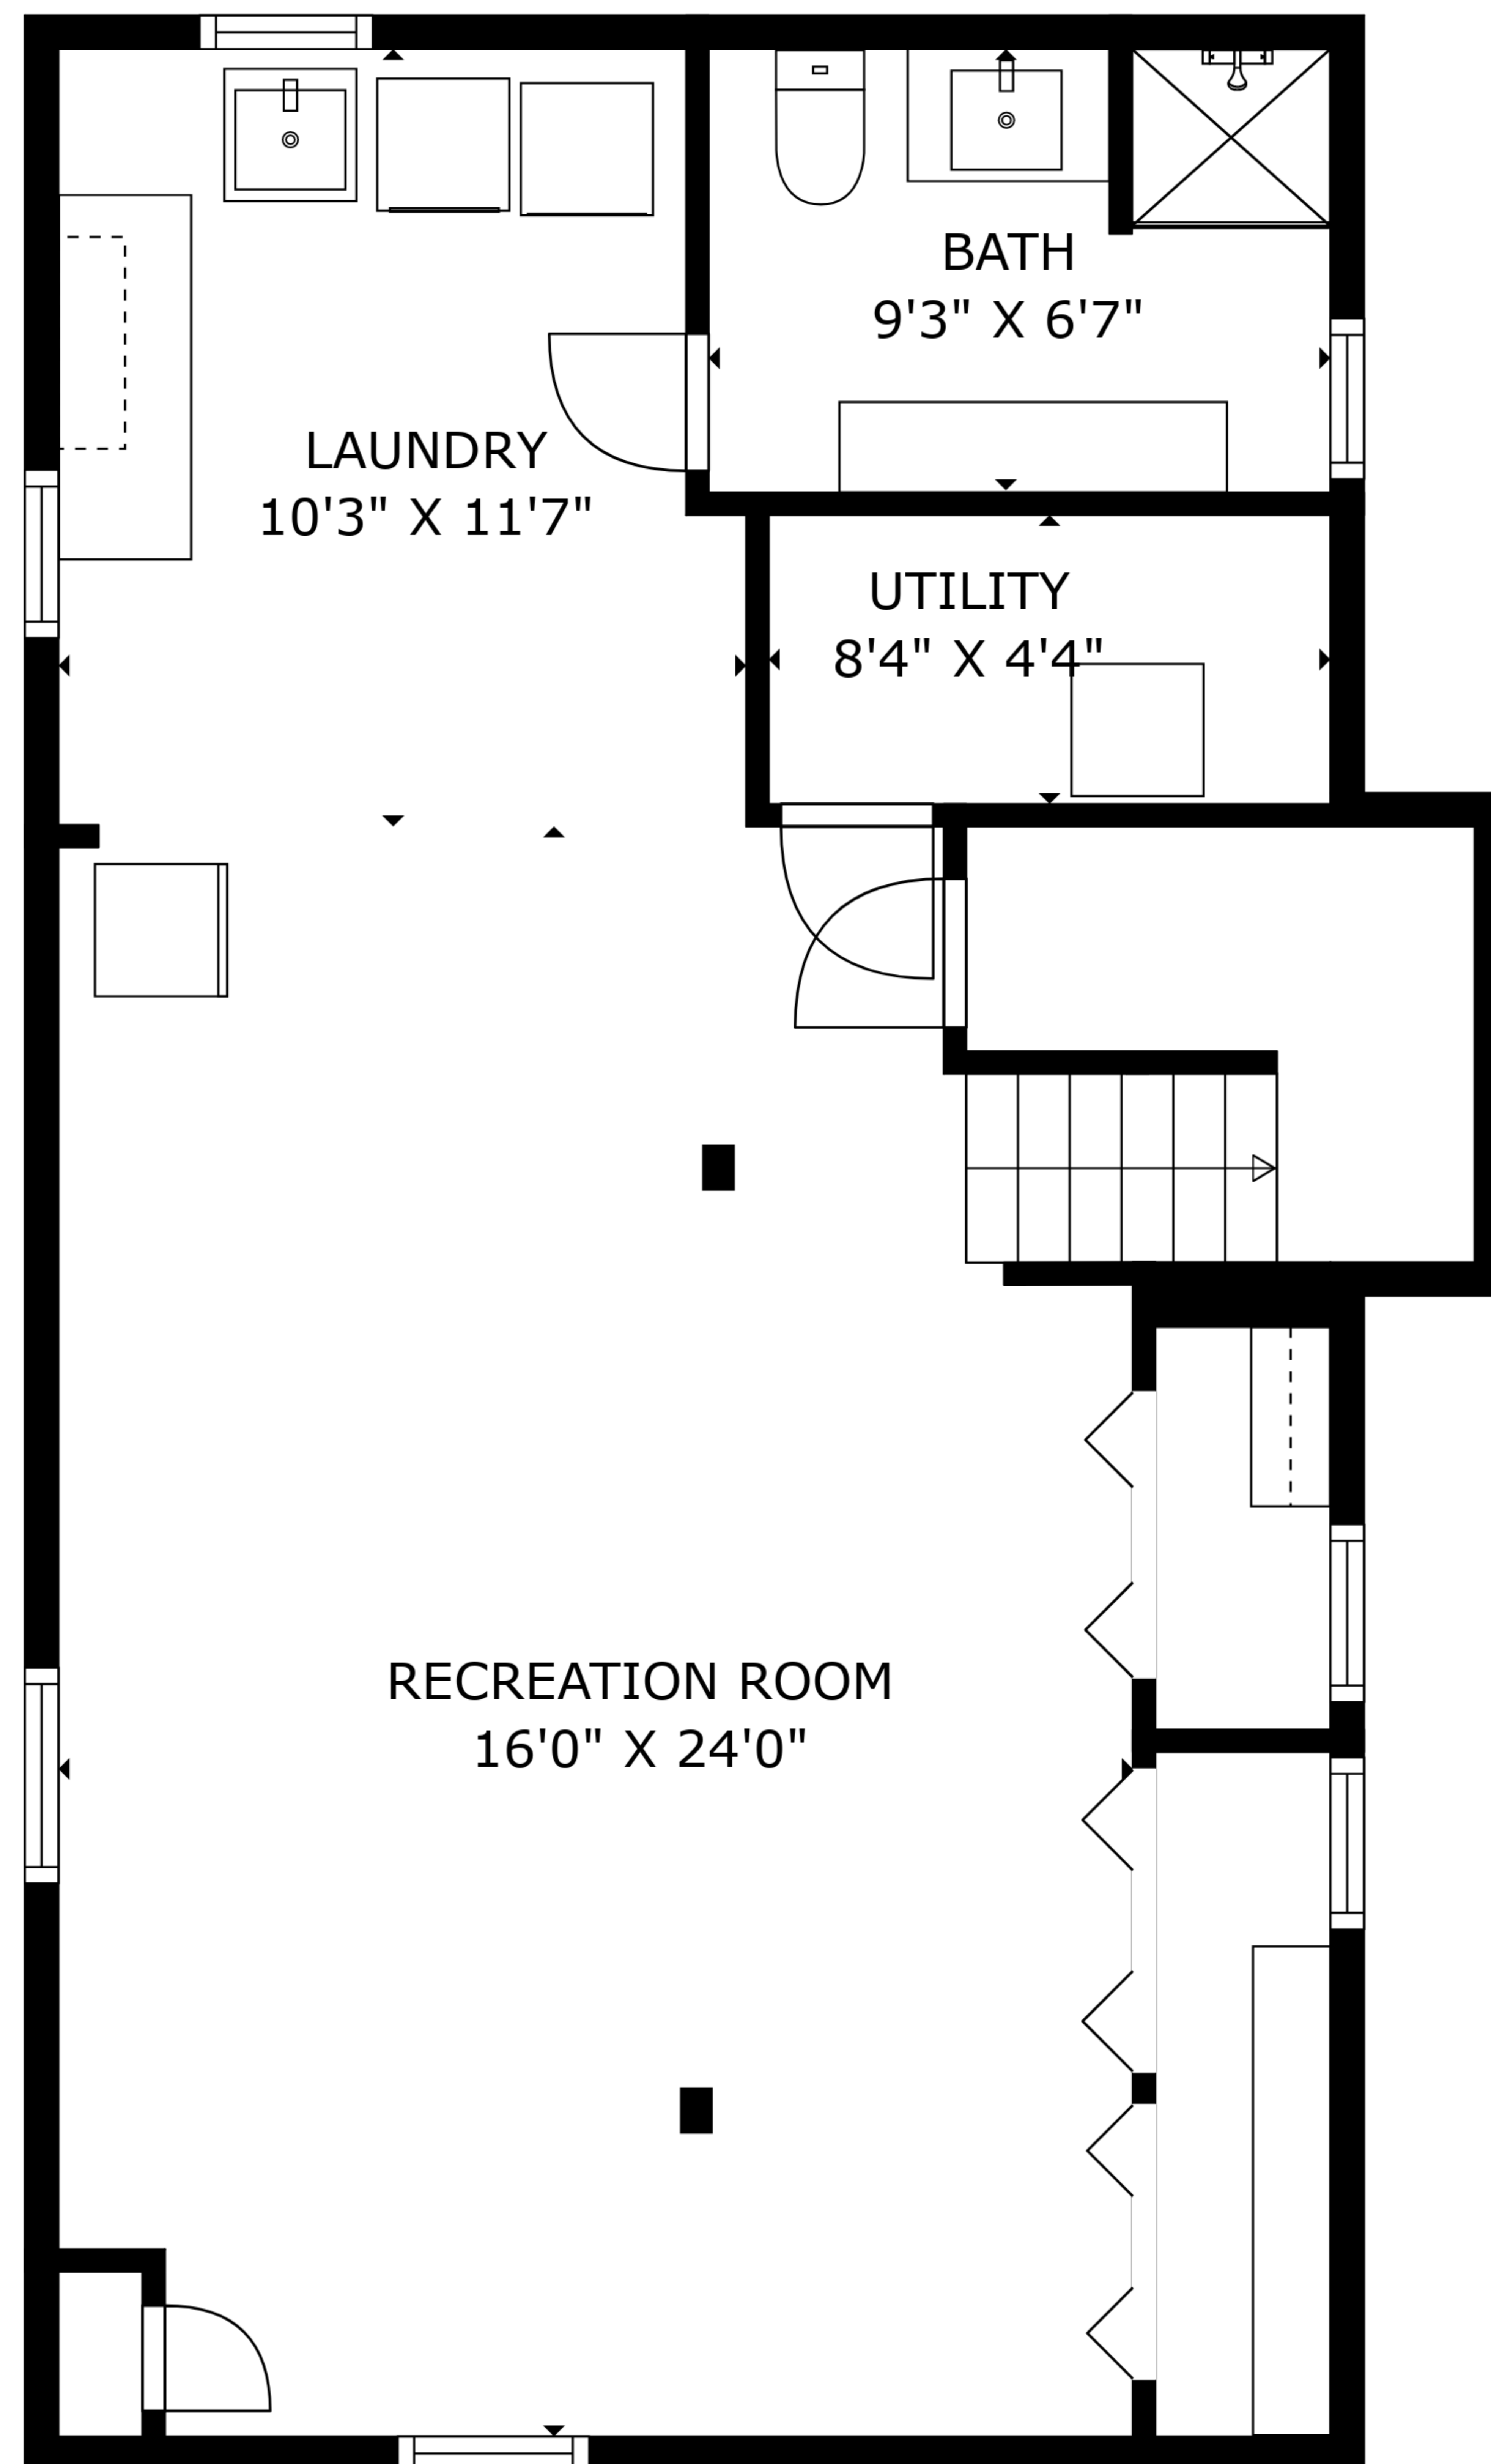 BATH
9'3" X 6'7"
LAUNDRY
10'3" X 11'7"
UTILITY
8'4" X 4'4"
RECREATION ROOM
16'0" X 24'0"